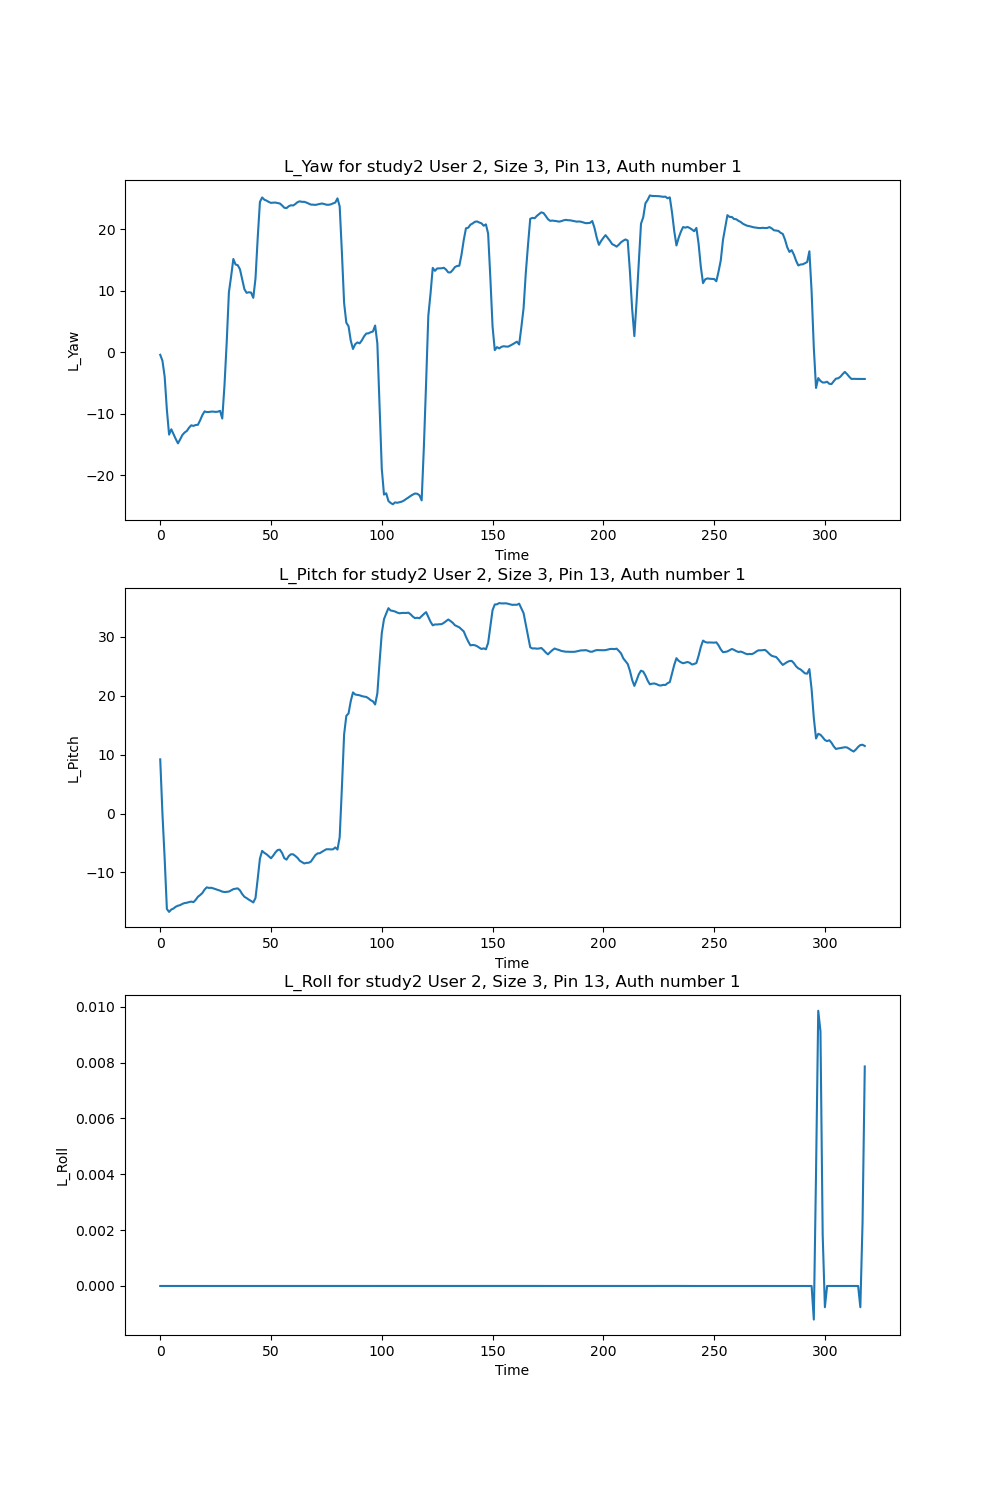 L_Yaw for study2 User 2, Size 3, Pin 13, Auth number 1
20
10
0
−10
−20
L_Yaw
0 50 100 150 200 250 300
Time
L_Pitch for study2 User 2, Size 3, Pin 13, Auth number 1
30
20
10
0
−10
L_Pitch
0 50 100 150 200 250 300
Time
L_Roll for study2 User 2, Size 3, Pin 13, Auth number 1
0.010
0.008
0.006
0.004
0.002
0.000
L_Roll
0 50 100 150 200 250 300
Time